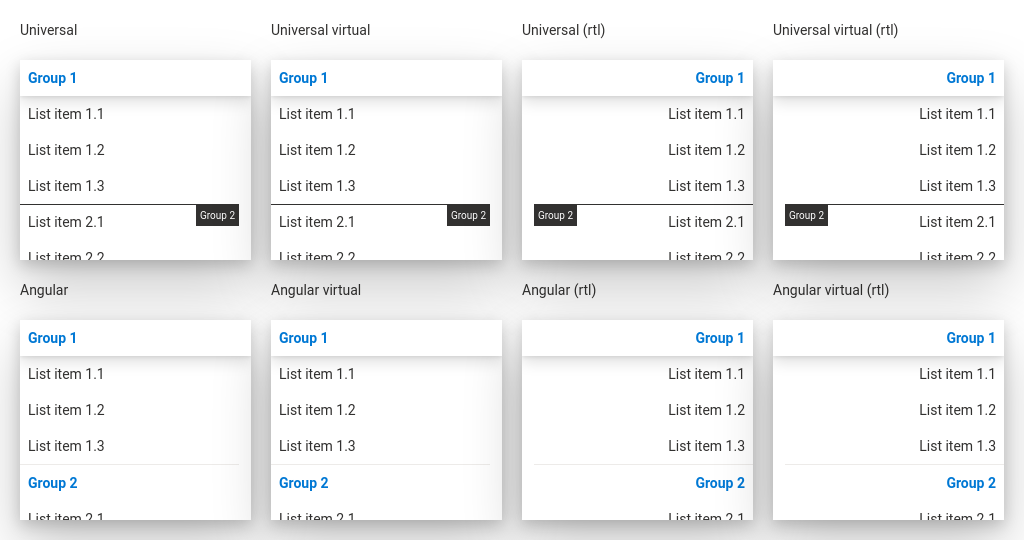 Universal
Group 1
List item 1.1
List item 1.2
List item 1.3
Group 2
List item 2.1
List item 2.2
Universal virtual
Group 1
List item 1.1
List item 1.2
List item 1.3
Group 2
List item 2.1
List item 2.2
Universal (rtl)
Group 1
List item 1.1
List item 1.2
List item 1.3
Group 2
List item 2.1
List item 2.2
Universal virtual (rtl)
Group 1
List item 1.1
List item 1.2
List item 1.3
Group 2
List item 2.1
List item 2.2
Angular
Group 1
List item 1.1
List item 1.2
List item 1.3
Group 2
List item 2.1
Angular virtual
Group 1
List item 1.1
List item 1.2
List item 1.3
Group 2
List item 2.1
Angular (rtl)
Group 1
List item 1.1
List item 1.2
List item 1.3
Group 2
List item 2.1
Angular virtual (rtl)
Group 1
List item 1.1
List item 1.2
List item 1.3
Group 2
List item 2.1